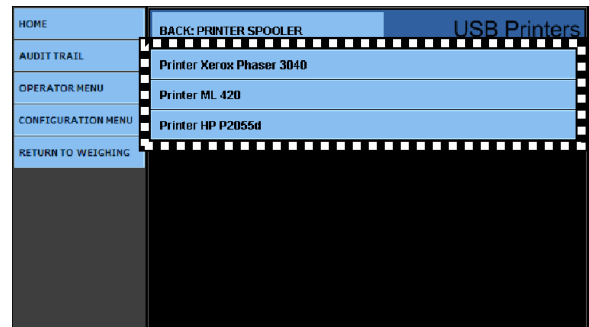 HOME
AUDIT TRAIL
OPERATOR MENU
CONFIGURATION MENU
RETURN TO WEIGHING
BACK: PRINTER SPOOLER
USB Printers
Printer Xerox Phaser 3040
Printer ML 420
Printer HP P2055d